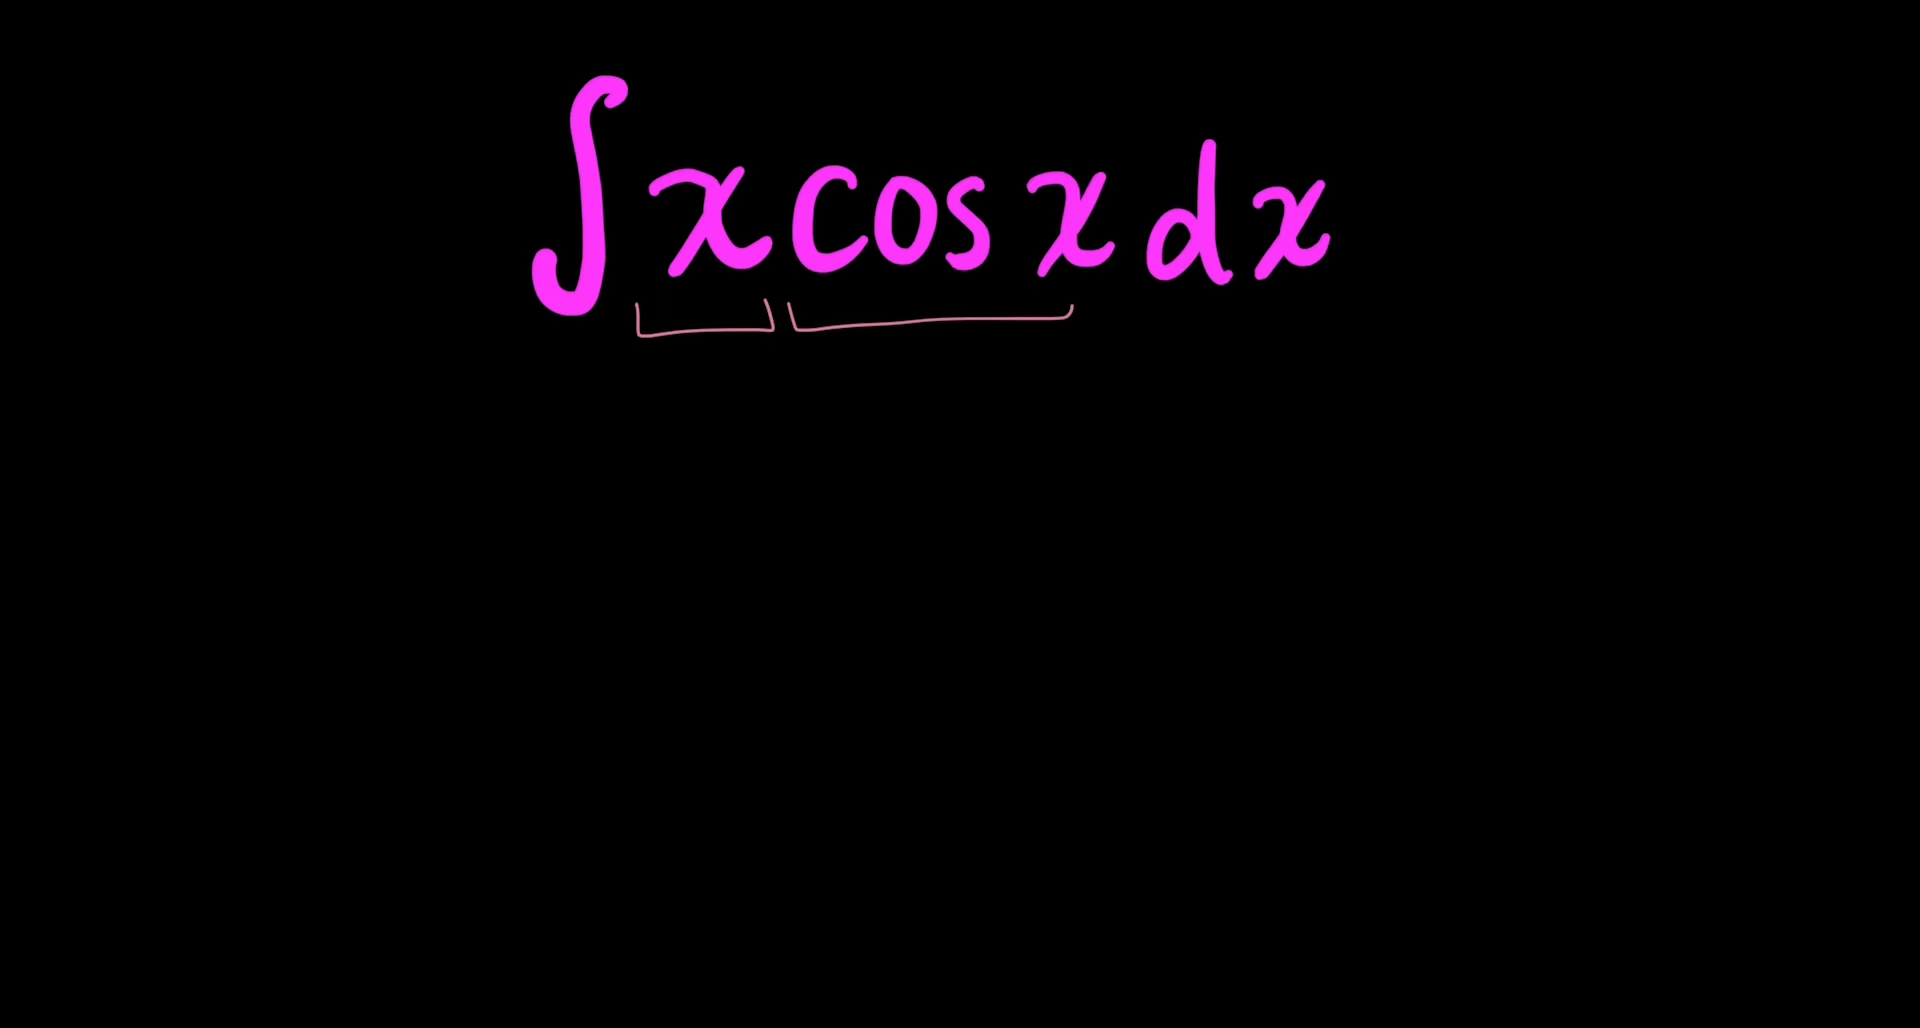 ∫ x cos x dx